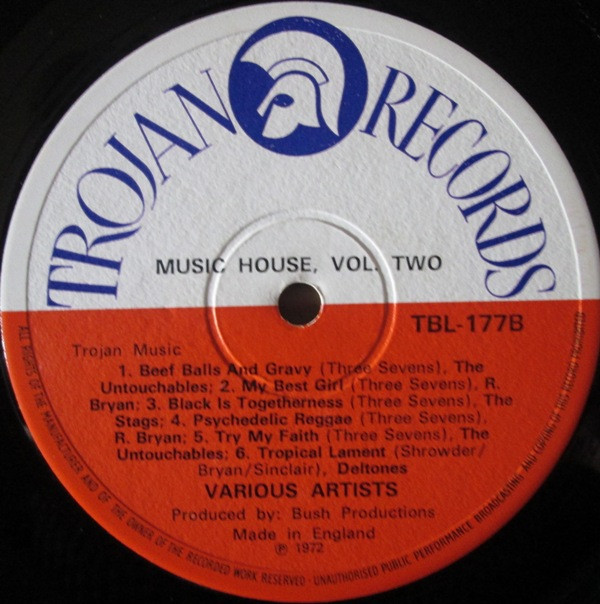 TROJAN RECORDS
MUSIC HOUSE, VOL. TWO
TBL-177B
Trojan Music
1. Beef Balls And Gravy (Three Sevens), The
Untouchables; 2. My Best Girl (Three Sevens), R.
Bryan; 3. Black Is Togetherness (Three Sevens), The
Stags; 4. Psychedelic Reggae (Three Sevens),
R. Bryan; 5. Try My Faith (Three Sevens), The
Untouchables; 6. Tropical Lament (Shrowder/
Bryan/Sinclair), Deltones
VARIOUS ARTISTS
Produced by: Bush Productions
Made in England
℗ 1972
ALL RIGHTS OF THE MANUFACTURER AND OF THE OWNER OF THE RECORDED WORK RESERVED · UNAUTHORISED PUBLIC PERFORMANCE BROADCASTING AND COPYING OF THIS RECORD PROHIBITED